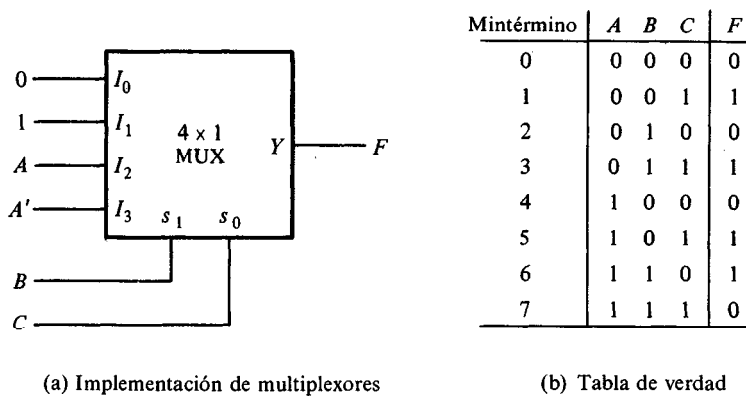 0 I₀
1 I₁
A I₂
A' I₃
4 x 1
MUX
Y F
s₁ s₀
B
C
(a) Implementación de multiplexores
Mintérmino A B C F
0 0 0 0 0
1 0 0 1 1
2 0 1 0 0
3 0 1 1 1
4 1 0 0 0
5 1 0 1 1
6 1 1 0 1
7 1 1 1 0
(b) Tabla de verdad